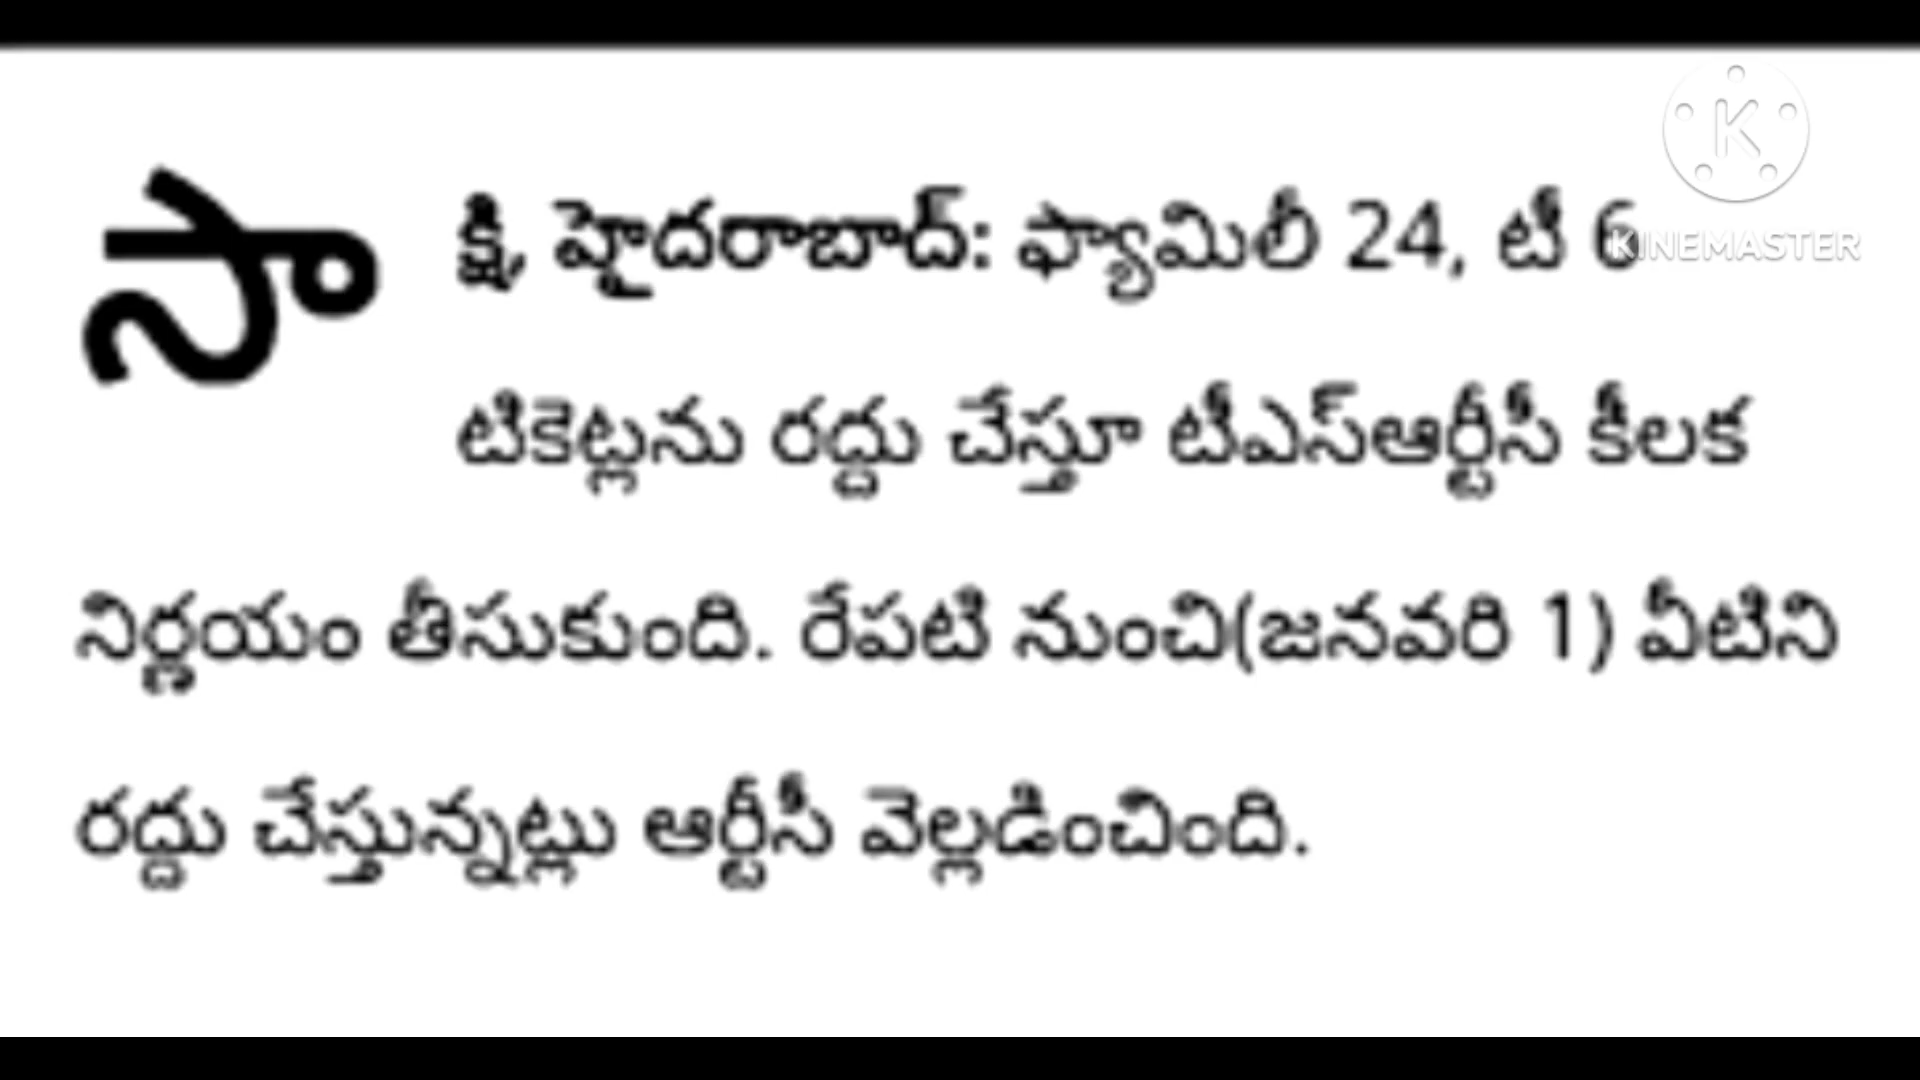 సాక్షి, హైదరాబాద్: ఫ్యామిలీ 24, టీ 6
KINEMASTER
టికెట్లను రద్దు చేస్తూ టీఎస్ఆర్టీసీ కీలక
నిర్ణయం తీసుకుంది. రేపటి నుంచి(జనవరి 1) వీటిని
రద్దు చేస్తున్నట్లు ఆర్టీసీ వెల్లడించింది.